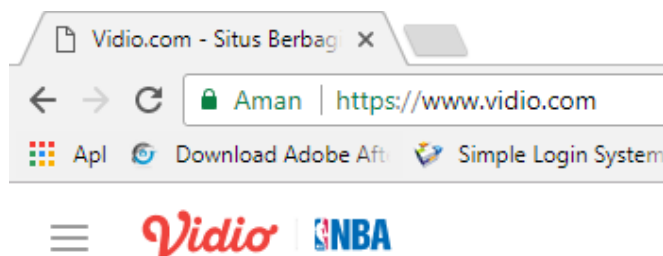 Vidio.com - Situs Berbagi
Aman | https://www.vidio.com
Apl Download Adobe Aft Simple Login System
Vidio NBA